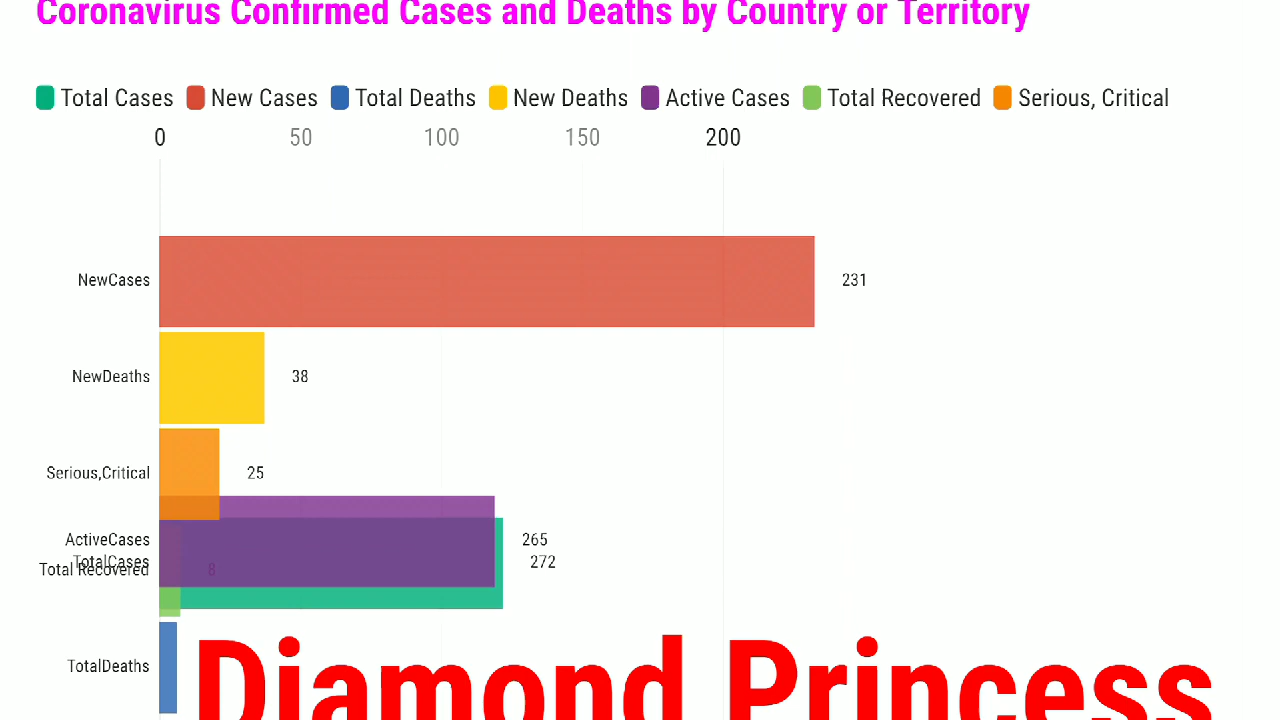 Coronavirus Confirmed Cases and Deaths by Country or Territory
Total Cases New Cases Total Deaths New Deaths Active Cases Total Recovered Serious, Critical
0 50 100 150 200
NewCases 231
NewDeaths 38
Serious,Critical 25
ActiveCases 265
TotalCases 272
Total Recovered 8
TotalDeaths
Diamond Princess